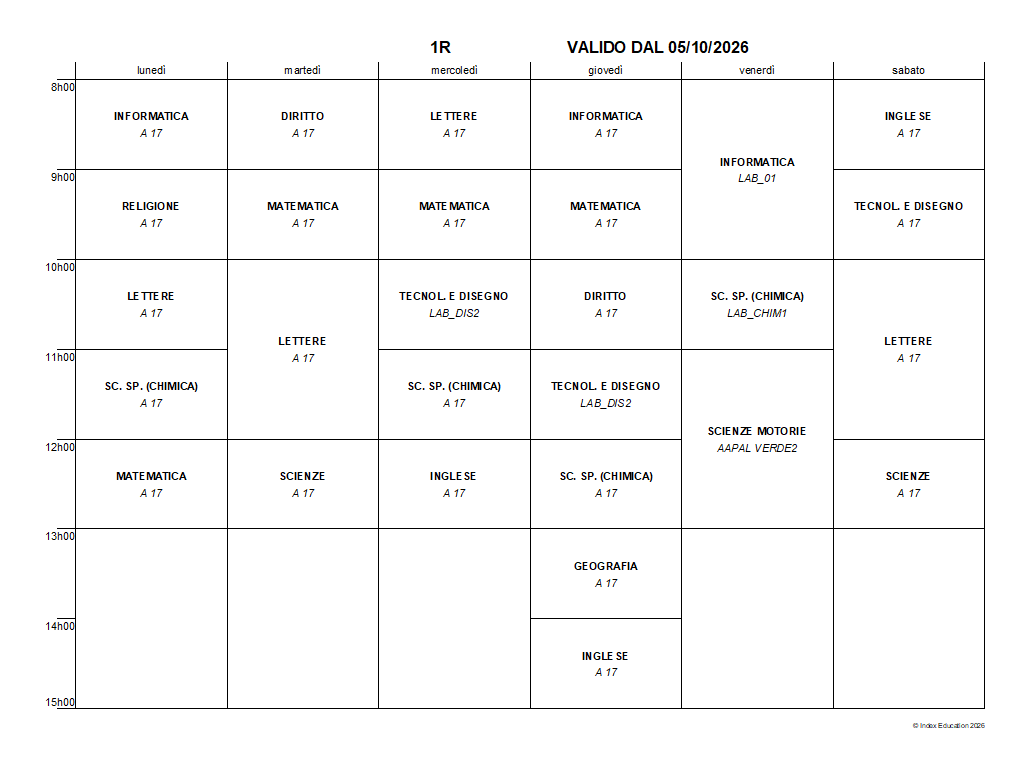 1R VALIDO DAL 05/10/2026
lunedì martedì mercoledì giovedì venerdì sabato
8h00
INFORMATICA DIRITTO LETTERE INFORMATICA INGLESE
A 17 A 17 A 17 A 17 A 17
INFORMATICA
LAB_01
9h00
RELIGIONE MATEMATICA MATEMATICA MATEMATICA TECNOL. E DISEGNO
A 17 A 17 A 17 A 17 A 17
10h00
LETTERE TECNOL. E DISEGNO DIRITTO SC. SP. (CHIMICA)
A 17 LAB_DIS2 A 17 LAB_CHIM1
LETTERE LETTERE
A 17 A 17
11h00
SC. SP. (CHIMICA) SC. SP. (CHIMICA) TECNOL. E DISEGNO
A 17 A 17 LAB_DIS2
SCIENZE MOTORIE
AAPAL VERDE2
12h00
MATEMATICA SCIENZE INGLESE SC. SP. (CHIMICA) SCIENZE
A 17 A 17 A 17 A 17 A 17
13h00
GEOGRAFIA
A 17
14h00
INGLESE
A 17
15h00
© Index Education 2026